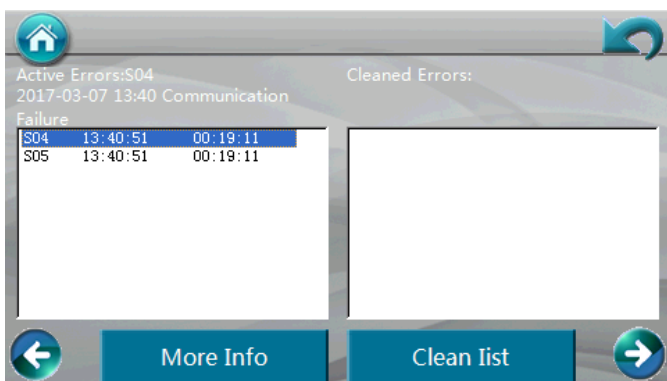 Active Errors:S04
2017-03-07 13:40 Communication
Failure
Cleaned Errors:
S04 13:40:51 00:19:11
S05 13:40:51 00:19:11
More Info
Clean Iist